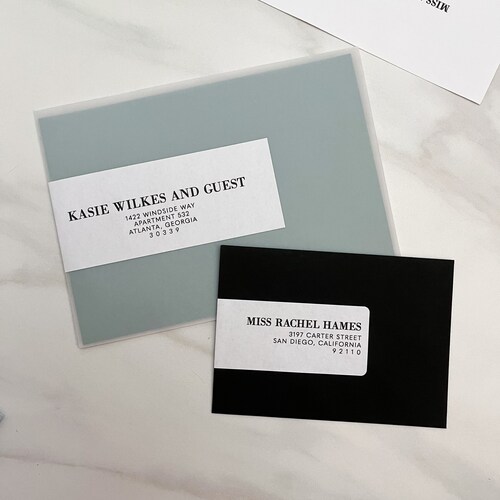 MISS
KASIE WILKES AND GUEST
1422 WINDSIDE WAY
APARTMENT 532
ATLANTA, GEORGIA
30339
MISS RACHEL HAMES
3197 CARTER STREET
SAN DIEGO, CALIFORNIA
92110